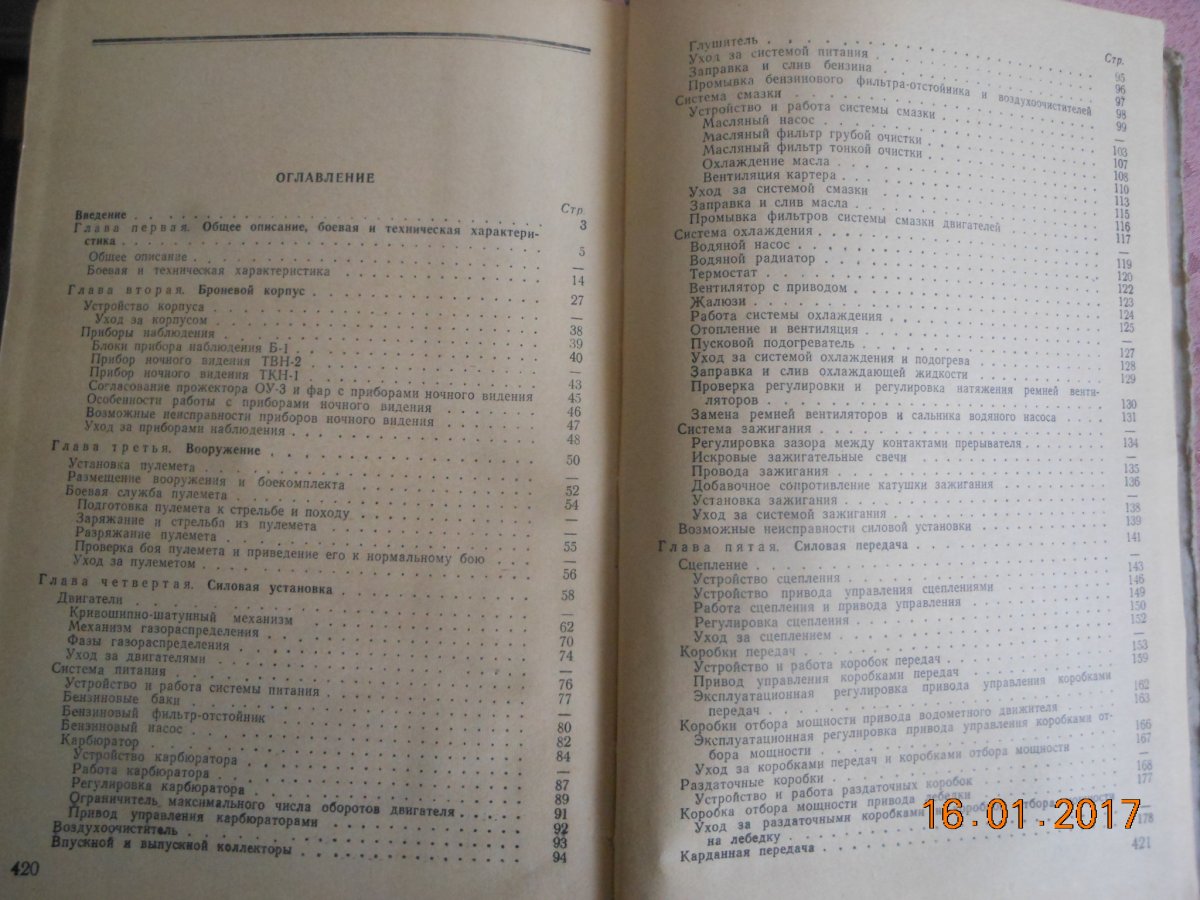 ОГЛАВЛЕНИЕ
Стр.
Введение 3
Глава первая. Общее описание, боевая и техническая характери-
стика 5
Общее описание —
Боевая и техническая характеристика 14
Глава вторая. Броневой корпус 27
Устройство корпуса —
Уход за корпусом 38
Приборы наблюдения 39
Блоки прибора наблюдения Б-1 40
Прибор ночного видения ТВН-2 —
Прибор ночного видения ТКН-1 43
Согласование прожектора ОУ-3 и фар с приборами ночного видения 45
Особенности работы с приборами ночного видения 46
Возможные неисправности приборов ночного видения 47
Уход за приборами наблюдения 48
Глава третья. Вооружение 50
Установка пулемета —
Размещение вооружения и боекомплекта 52
Боевая служба пулемета 54
Подготовка пулемета к стрельбе и походу —
Заряжание и стрельба из пулемета —
Разряжание пулемета 55
Проверка боя пулемета и приведение его к нормальному бою —
Уход за пулеметом 56
Глава четвертая. Силовая установка 58
Двигатели —
Кривошипно-шатунный механизм 62
Механизм газораспределения 70
Фазы газораспределения 74
Уход за двигателями —
Система питания 76
Устройство и работа системы питания 77
Бензиновые баки —
Бензиновый фильтр-отстойник 80
Бензиновый насос 82
Карбюратор 84
Устройство карбюратора —
Работа карбюратора 87
Регулировка карбюратора 89
Ограничитель максимального числа оборотов двигателя 91
Привод управления карбюраторами 92
Воздухоочиститель 93
Впускной и выпускной коллекторы 94
420
Стр.
Глушитель 95
Уход за системой питания 96
Заправка и слив бензина 97
Промывка бензинового фильтра-отстойника и воздухоочистителей 98
Система смазки 99
Устройство и работа системы смазки —
Масляный насос 103
Масляный фильтр грубой очистки 107
Масляный фильтр тонкой очистки 108
Охлаждение масла 110
Вентиляция картера 113
Уход за системой смазки 115
Заправка и слив масла 116
Промывка фильтров системы смазки двигателей 117
Система охлаждения —
Водяной насос 119
Водяной радиатор 120
Термостат 122
Вентилятор с приводом 123
Жалюзи 124
Работа системы охлаждения 125
Отопление и вентиляция —
Пусковой подогреватель 127
Уход за системой охлаждения и подогрева 128
Заправка и слив охлаждающей жидкости 129
Проверка регулировки и регулировка натяжения ремней венти-
ляторов 130
Замена ремней вентиляторов и сальника водяного насоса 131
Система зажигания —
Регулировка зазора между контактами прерывателя 134
Искровые зажигательные свечи —
Провода зажигания 135
Добавочное сопротивление катушки зажигания 136
Установка зажигания —
Уход за системой зажигания 138
Возможные неисправности силовой установки 139
Глава пятая. Силовая передача 141
Сцепление —
Устройство сцепления 143
Устройство привода управления сцеплениями 146
Работа сцепления и привода управления 149
Регулировка сцепления 150
Уход за сцеплением 152
Коробки передач —
Устройство и работа коробок передач 153
Привод управления коробками передач 159
Эксплуатационная регулировка привода управления коробками
передач 162
Коробки отбора мощности привода водометного движителя 163
Эксплуатационная регулировка привода управления коробками от-
бора мощности 166
Уход за коробками передач и коробками отбора мощности 167
Раздаточные коробки —
Устройство и работа раздаточных коробок 168
Коробка отбора мощности привода лебедки 177
Уход за раздаточными коробками отбора мощности
на лебедку —
Карданная передача 178
421
16.01.2017